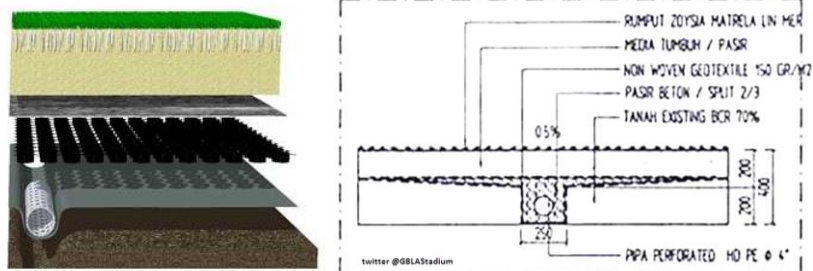 RUMPUT ZOYSIA MATRELA LIN MER
MEDIA TUMBUH / PASIR
NON WOVEN GEOTEXTILE 150 GR/M2
PASIR BETON / SPLIT 2/3
TANAH EXISTING BCR 70%
0.5%
200
200
400
250
PIPA PERFORATED HD PE Φ 4"
twitter @GBLAStadium